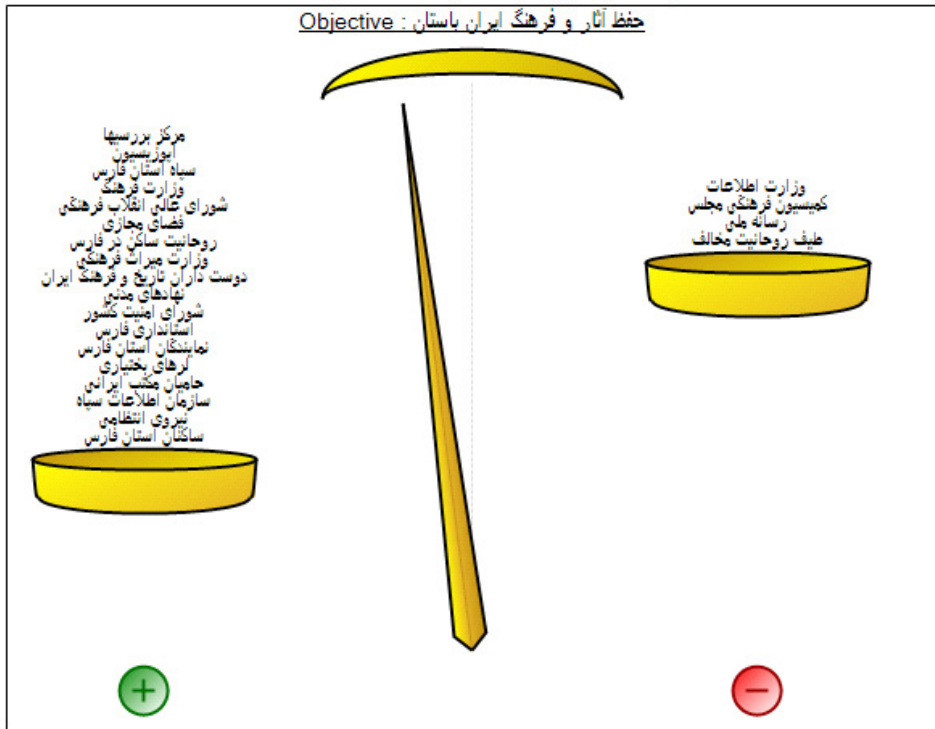 Objective : حفظ آثار و فرهنگ ایران باستان
مرکز بررسیها
اپوزیسیون
سپاه استان فارس
وزارت فرهنگ
شورای عالی انقلاب فرهنگی
فضای مجازی
روحانیت ساکن در فارس
وزارت میراث فرهنگی
دوست داران تاریخ و فرهنگ ایران
نهادهای مدنی
شورای امنیت کشور
استانداری فارس
نمایندگان استان فارس
لرهای بختیاری
حامیان مکتب ایرانی
سازمان اطلاعات سپاه
نیروی انتظامی
ساکنان استان فارس
وزارت اطلاعات
کمیسیون فرهنگی مجلس
رسانه ملی
طیف روحانیت مخالف
+
−